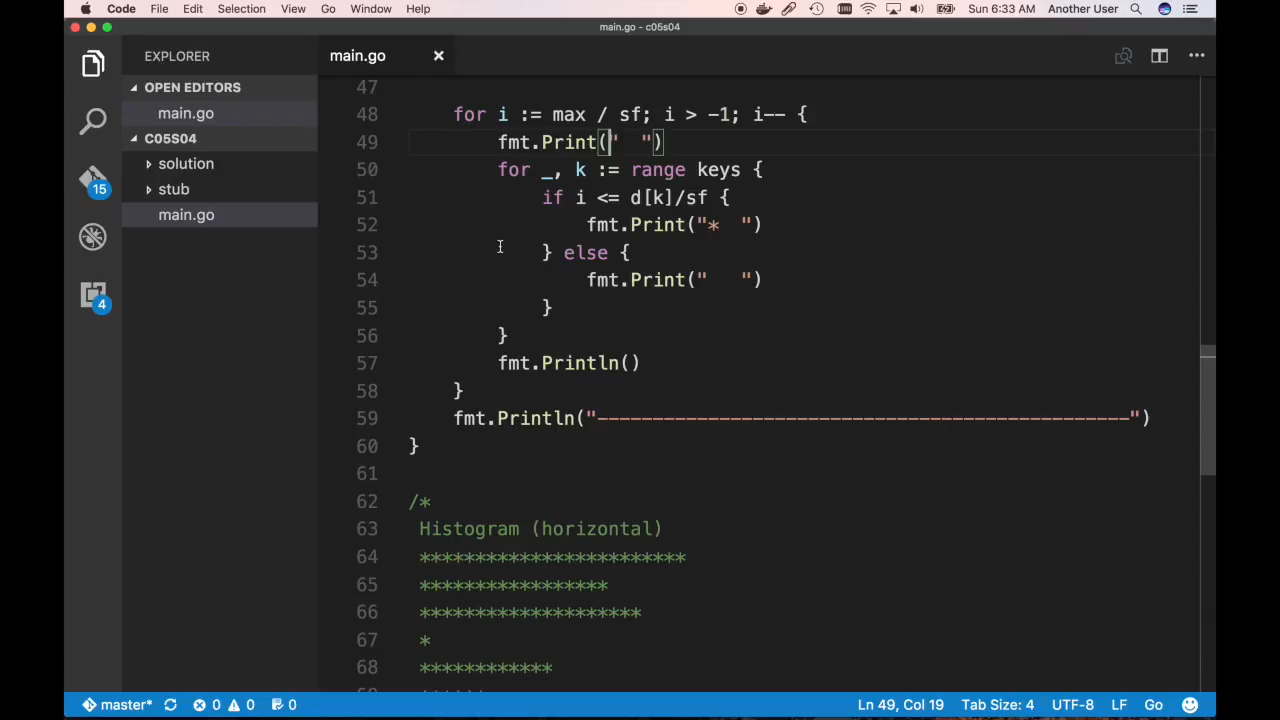 Code File Edit Selection View Go Window Help Sun 6:33 AM Another User
main.go - c05s04
EXPLORER
OPEN EDITORS
main.go
C05S04
solution
stub
main.go
15
4
main.go
47
48 for i := max / sf; i > -1; i-- {
49 fmt.Print("  ")
50 for _, k := range keys {
51 if i <= d[k]/sf {
52 fmt.Print("*  ")
53 } else {
54 fmt.Print("   ")
55 }
56 }
57 fmt.Println()
58 }
59 fmt.Println("------------------------------------------------")
60 }
61
62 /*
63 Histogram (horizontal)
64 ************************
65 *****************
66 ********************
67 *
68 ************
master* 0 0 0 Ln 49, Col 19 Tab Size: 4 UTF-8 LF Go